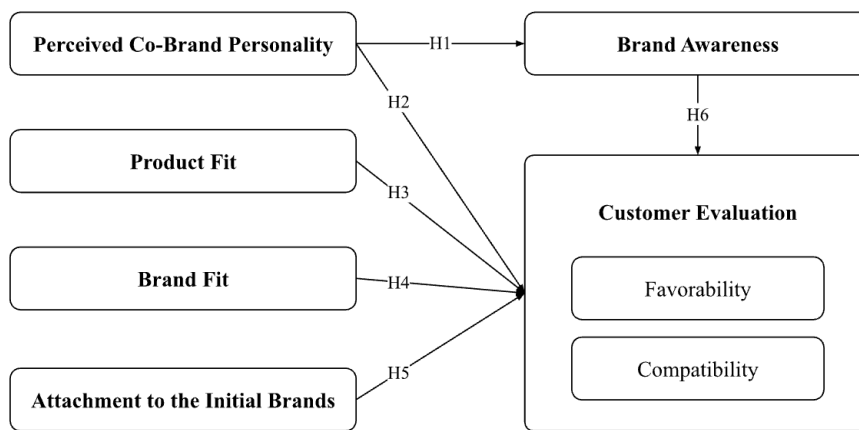 Perceived Co-Brand Personality
H1
Brand Awareness
H2
H6
Product Fit
H3
Customer Evaluation
Brand Fit
H4
Favorability
Attachment to the Initial Brands
H5
Compatibility